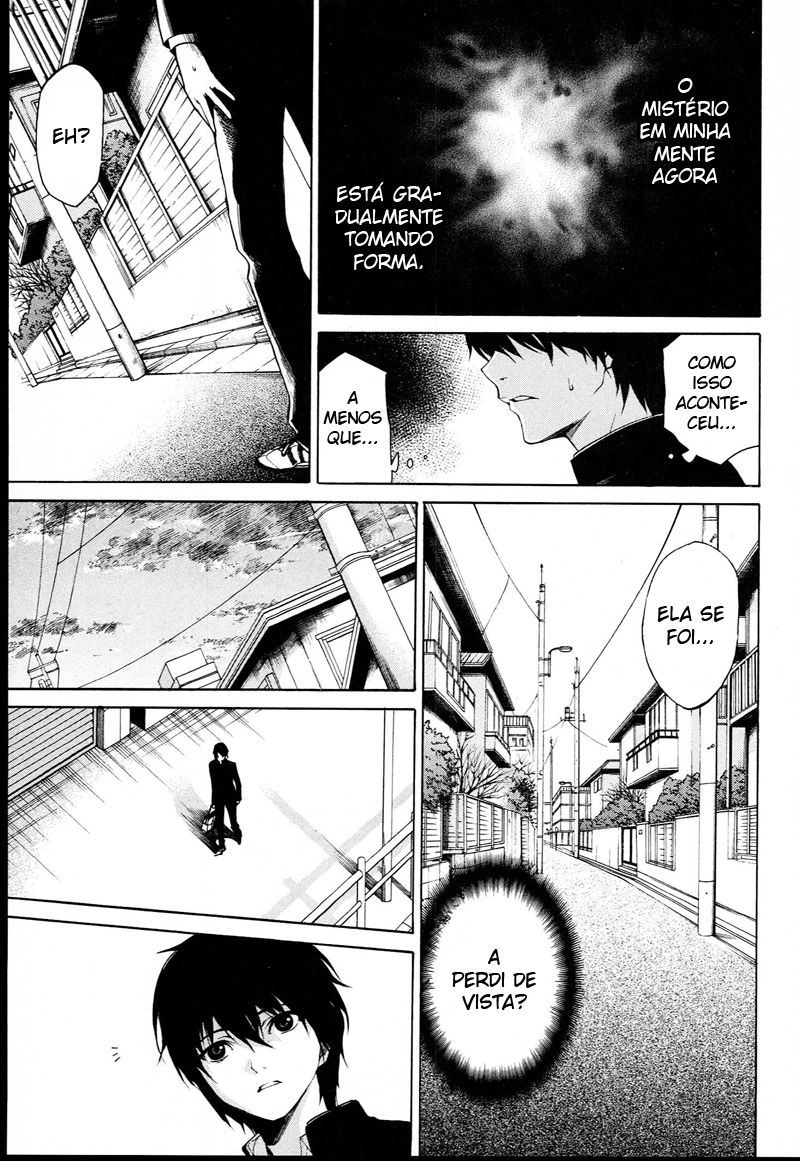 O
MISTÉRIO
EM MINHA
MENTE
AGORA
ESTÁ GRA-
DUALMENTE
TOMANDO
FORMA.
EH?
COMO
ISSO
ACONTE-
CEU...
A
MENOS
QUE...
ELA SE
FOI...
A
PERDI DE
VISTA?